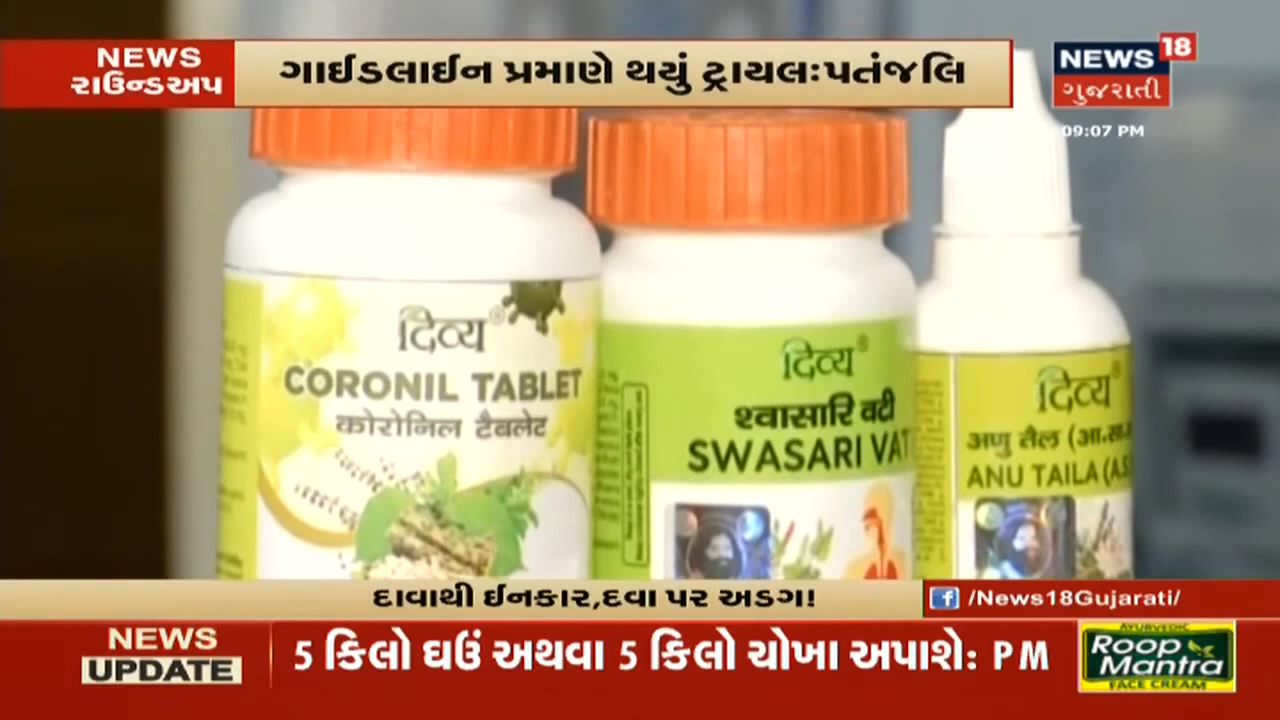 NEWS
રાઉન્ડઅપ
ગાઈડલાઈન પ્રમાણે થયું ટ્રાયલ:પતંજલિ
NEWS 18
ગુજરાતી
09:07 PM
दिव्य®
CORONIL TABLET
कोरोनिल टैबलेट
दिव्य®
श्वासारि वटी
SWASARI VAT
दिव्य®
अणु तैल (आ.सा.
ANU TAILA (A.S.
દાવાથી ઈનકાર,દવા પર અડગ!
/News18Gujarati/
NEWS
UPDATE
5 કિલો ઘઉં અથવા 5 કિલો ચોખા અપાશે: PM
AYURVEDIC
Roop
Mantra
FACE CREAM